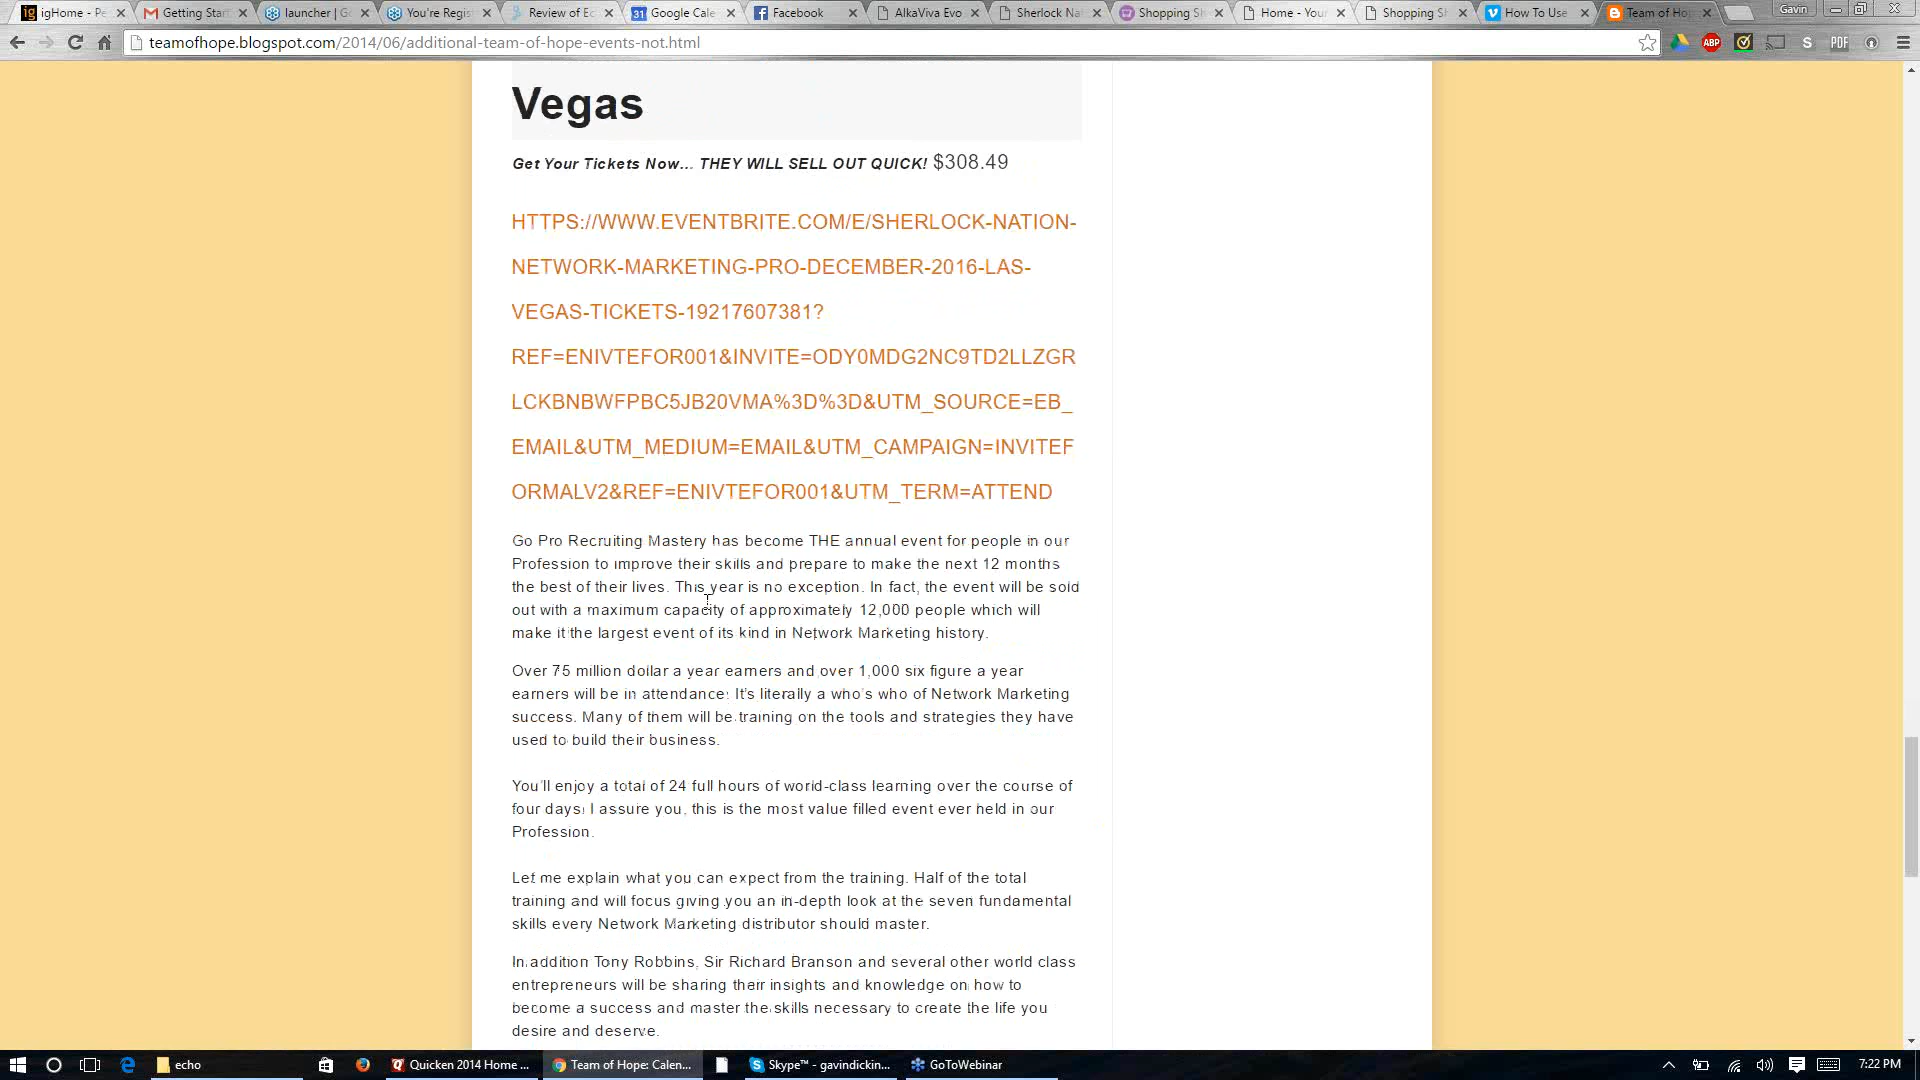 igHome - Pe
Getting Star
launcher | G
You're Regis
Review of E
Google Cale
Facebook
AlkaViva Evo
Sherlock Na
Shopping S
Home - Your
Shopping S
How To Use
Team of Ho
Gavin
teamofhope.blogspot.com/2014/06/additional-team-of-hope-events-not.html
ABP
S
PDF
Vegas
Get Your Tickets Now... THEY WILL SELL OUT QUICK! $308.49
HTTPS://WWW.EVENTBRITE.COM/E/SHERLOCK-NATION-
NETWORK-MARKETING-PRO-DECEMBER-2016-LAS-
VEGAS-TICKETS-19217607381?
REF=ENIVTEFOR001&INVITE=ODY0MDG2NC9TD2LLZGR
LCKBNBWFPBC5JB20VMA%3D%3D&UTM_SOURCE=EB_
EMAIL&UTM_MEDIUM=EMAIL&UTM_CAMPAIGN=INVITEF
ORMALV2&REF=ENIVTEFOR001&UTM_TERM=ATTEND
Go Pro Recruiting Mastery has become THE annual event for people in our
Profession to improve their skills and prepare to make the next 12 months
the best of their lives. This year is no exception. In fact, the event will be sold
out with a maximum capacity of approximately 12,000 people which will
make it the largest event of its kind in Network Marketing history.
Over 75 million dollar a year earners and over 1,000 six figure a year
earners will be in attendance. It's literally a who's who of Network Marketing
success. Many of them will be training on the tools and strategies they have
used to build their business.
You'll enjoy a total of 24 full hours of world-class learning over the course of
four days. I assure you, this is the most value filled event ever held in our
Profession.
Let me explain what you can expect from the training. Half of the total
training and will focus giving you an in-depth look at the seven fundamental
skills every Network Marketing distributor should master.
In addition Tony Robbins, Sir Richard Branson and several other world class
entrepreneurs will be sharing their insights and knowledge on how to
become a success and master the skills necessary to create the life you
desire and deserve.
echo
Quicken 2014 Home ...
Team of Hope: Calen...
Skype™ - gavindickin...
GoToWebinar
7:22 PM